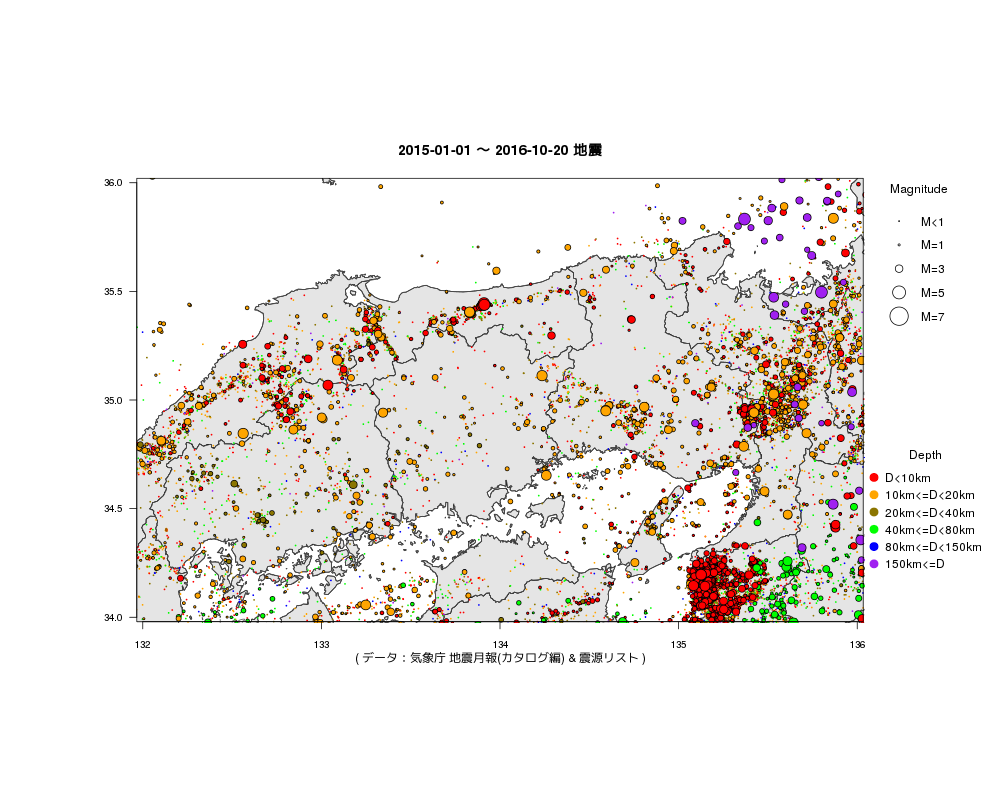 2015-01-01 ～ 2016-10-20 地震
36.0
35.5
35.0
34.5
34.0
132
133
134
135
136
( データ：気象庁 地震月報(カタログ編) & 震源リスト )
Magnitude
M<1
M=1
M=3
M=5
M=7
Depth
D<10km
10km<=D<20km
20km<=D<40km
40km<=D<80km
80km<=D<150km
150km<=D